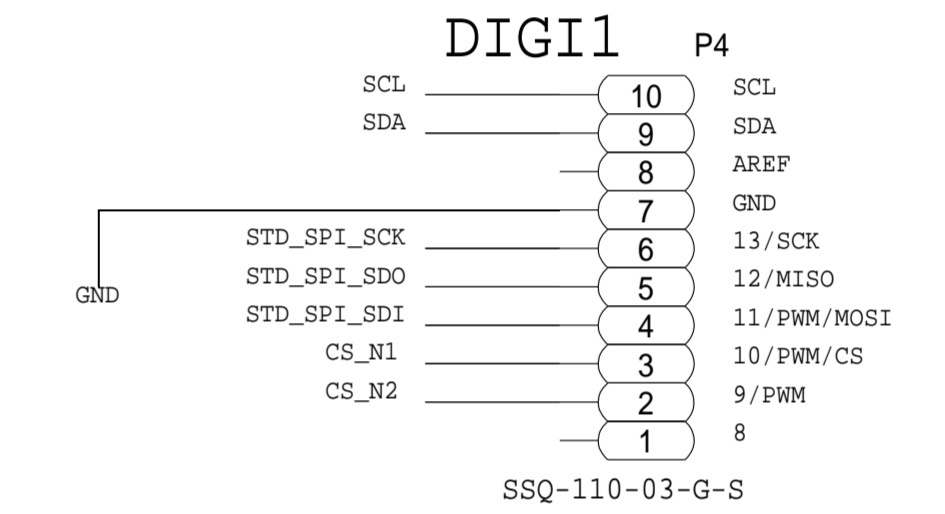 DIGI1 P4
SCL 10 SCL
SDA 9 SDA
8 AREF
7 GND
STD_SPI_SCK 6 13/SCK
STD_SPI_SDO 5 12/MISO
GND
STD_SPI_SDI 4 11/PWM/MOSI
CS_N1 3 10/PWM/CS
CS_N2 2 9/PWM
1 8
SSQ-110-03-G-S